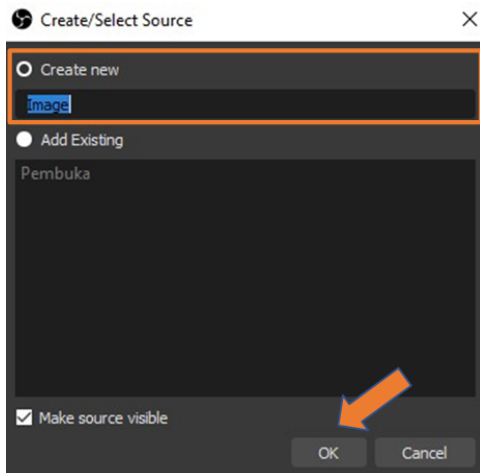 Create/Select Source
Create new
Image
Add Existing
Pembuka
Make source visible
OK
Cancel